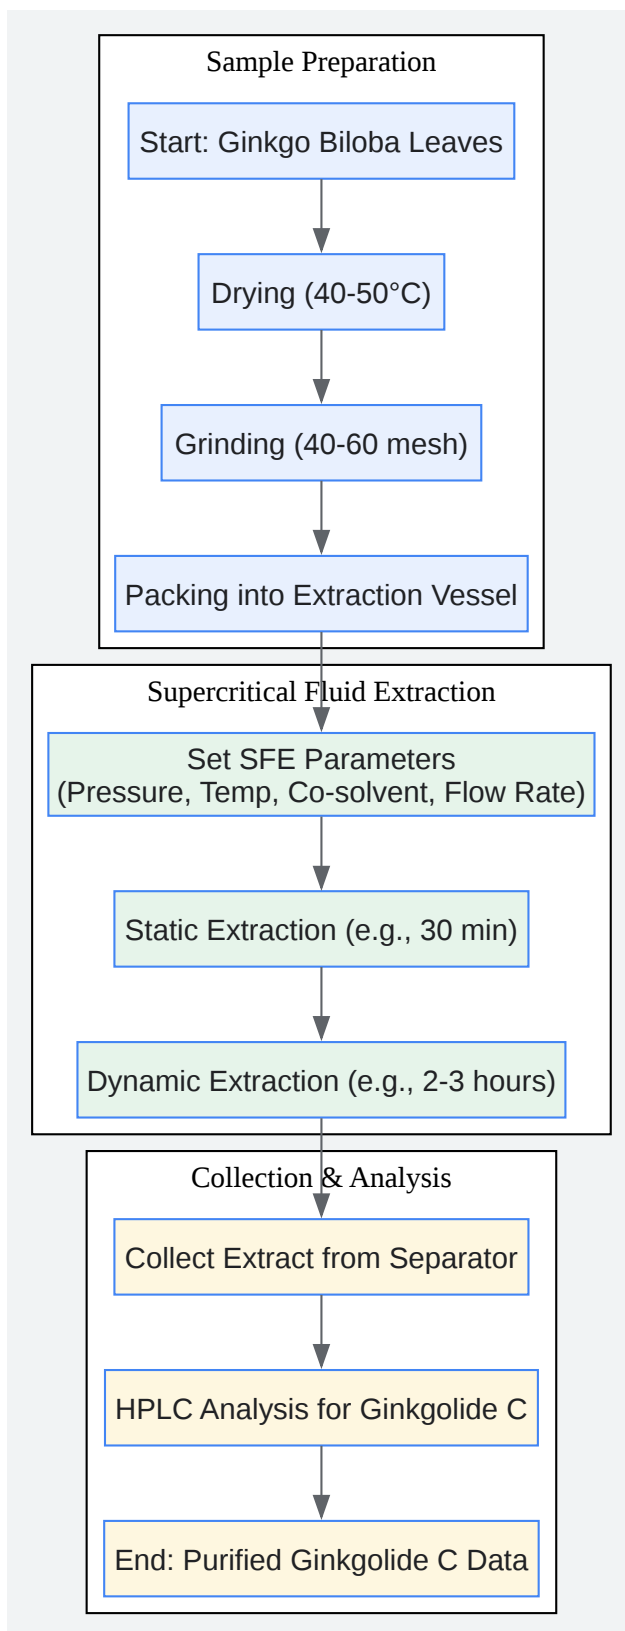 Sample Preparation
Start: Ginkgo Biloba Leaves
Drying (40-50°C)
Grinding (40-60 mesh)
Packing into Extraction Vessel
Supercritical Fluid Extraction
Set SFE Parameters
(Pressure, Temp, Co-solvent, Flow Rate)
Static Extraction (e.g., 30 min)
Dynamic Extraction (e.g., 2-3 hours)
Collection & Analysis
Collect Extract from Separator
HPLC Analysis for Ginkgolide C
End: Purified Ginkgolide C Data